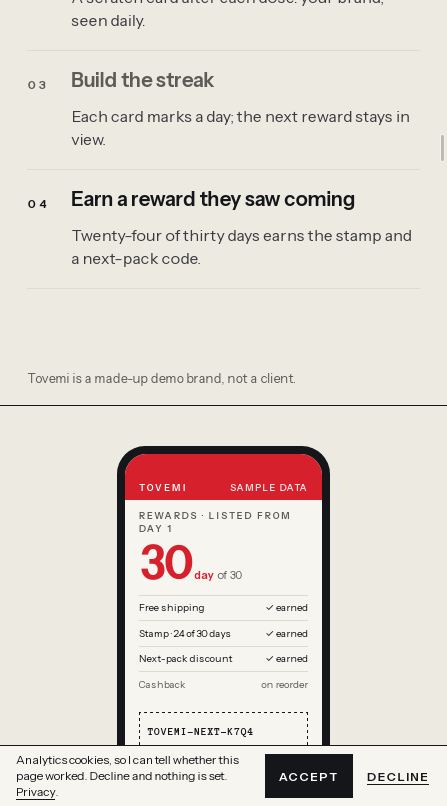 seen daily.
03
Build the streak
Each card marks a day; the next reward stays in
view.
04
Earn a reward they saw coming
Twenty-four of thirty days earns the stamp and
a next-pack code.
Tovemi is a made-up demo brand, not a client.
TOVEMI SAMPLE DATA
REWARDS · LISTED FROM
DAY 1
30 day of 30
Free shipping ✓ earned
Stamp · 24 of 30 days ✓ earned
Next-pack discount ✓ earned
Cashback on reorder
TOVEMI-NEXT-K7Q4
Analytics cookies, so I can tell whether this
page worked. Decline and nothing is set.
Privacy.
ACCEPT DECLINE